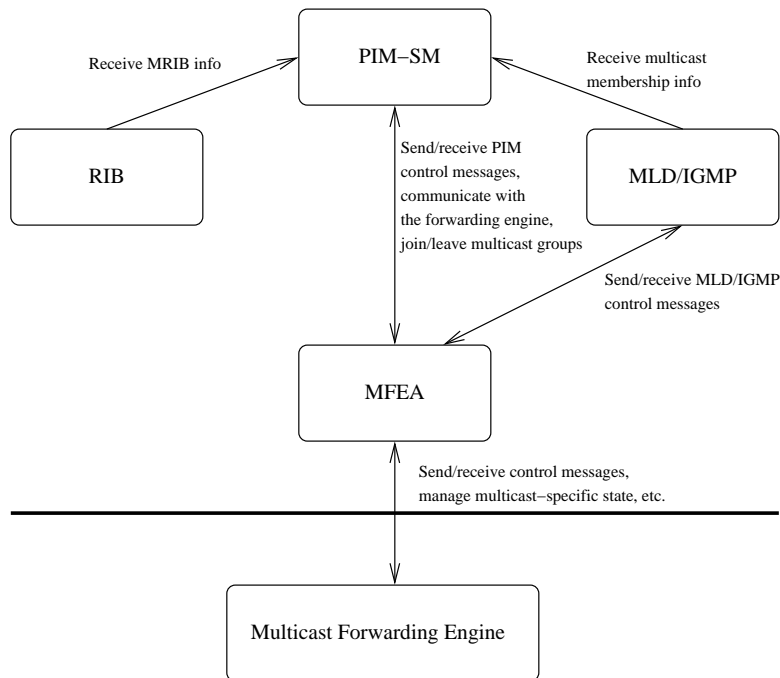 PIM−SM
Receive MRIB info
Receive multicast
membership info
RIB
Send/receive PIM
control messages,
communicate with
the forwarding engine,
join/leave multicast groups
MLD/IGMP
Send/receive MLD/IGMP
control messages
MFEA
Send/receive control messages,
manage multicast−specific state, etc.
Multicast Forwarding Engine